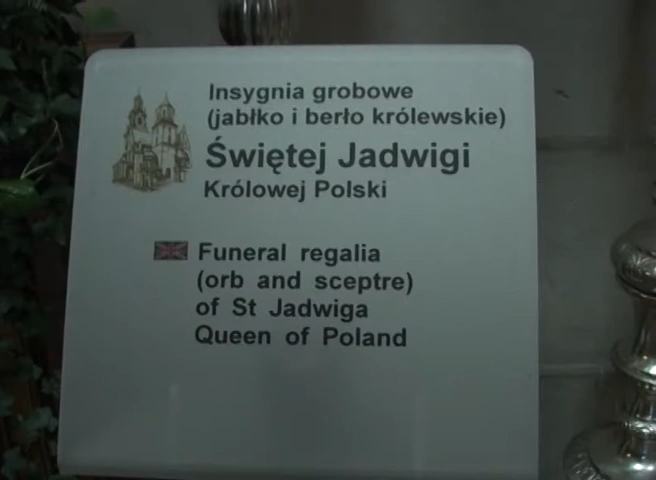 Insygnia grobowe
(jabłko i berło królewskie)
Świętej Jadwigi
Królowej Polski
Funeral regalia
(orb and sceptre)
of St Jadwiga
Queen of Poland